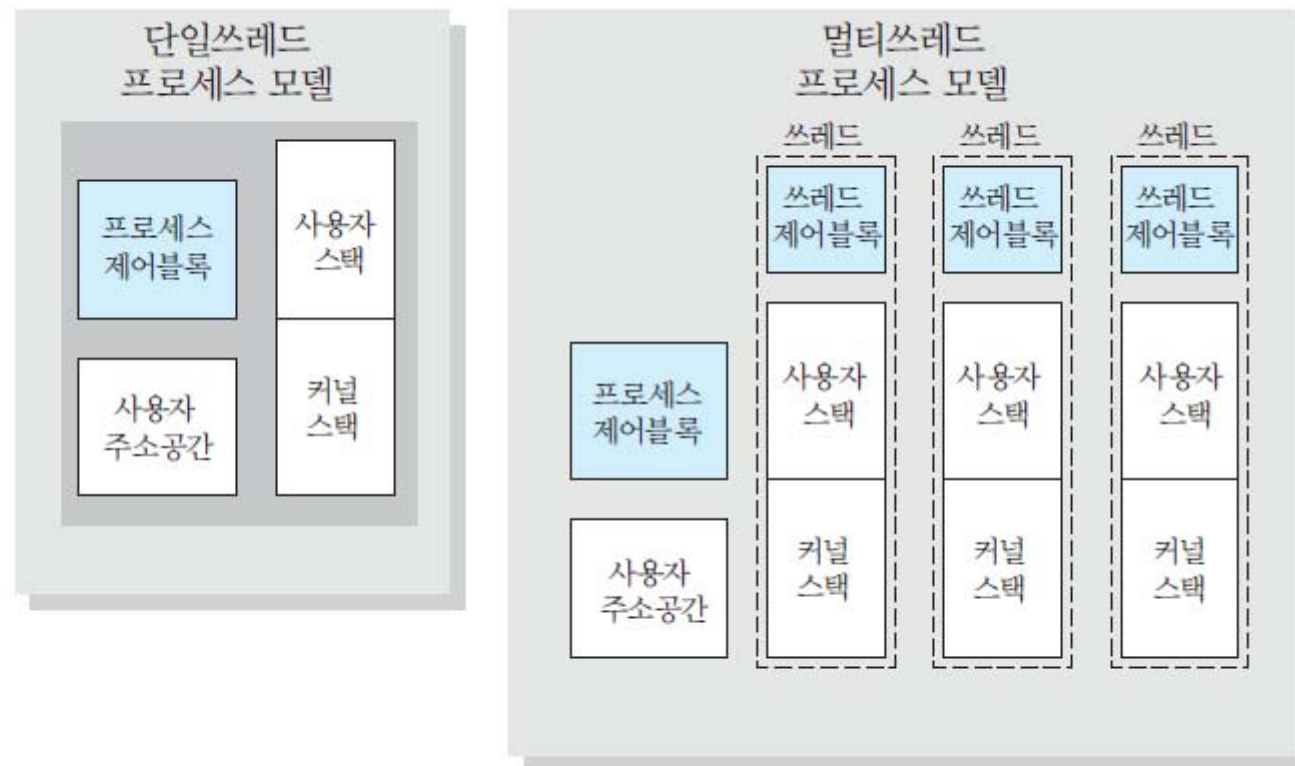 단일쓰레드
프로세스 모델
프로세스
제어블록
사용자
스택
사용자
주소공간
커널
스택
멀티쓰레드
프로세스 모델
쓰레드
쓰레드
쓰레드
쓰레드
제어블록
쓰레드
제어블록
쓰레드
제어블록
프로세스
제어블록
사용자
스택
사용자
스택
사용자
스택
사용자
주소공간
커널
스택
커널
스택
커널
스택